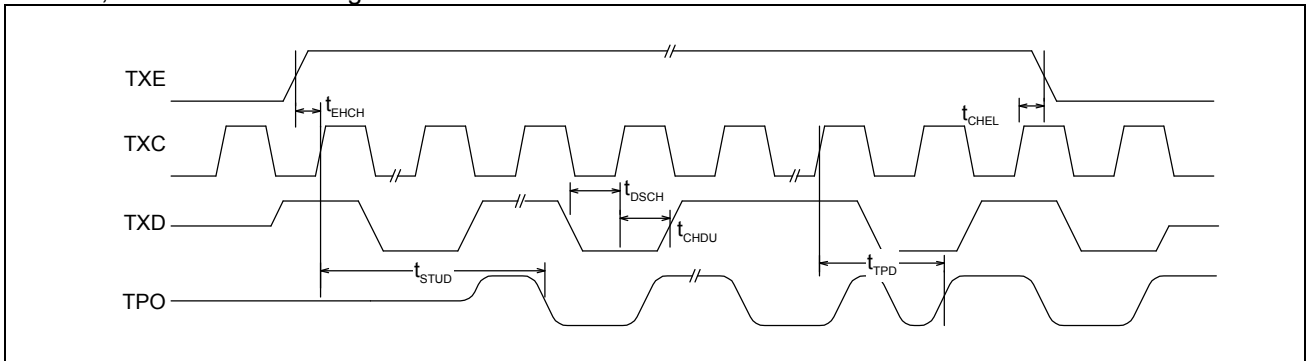 TXE
t_EHCH
t_CHEL
TXC
t_DSCH
TXD
t_CHDU
t_STUD
t_TPD
TPO